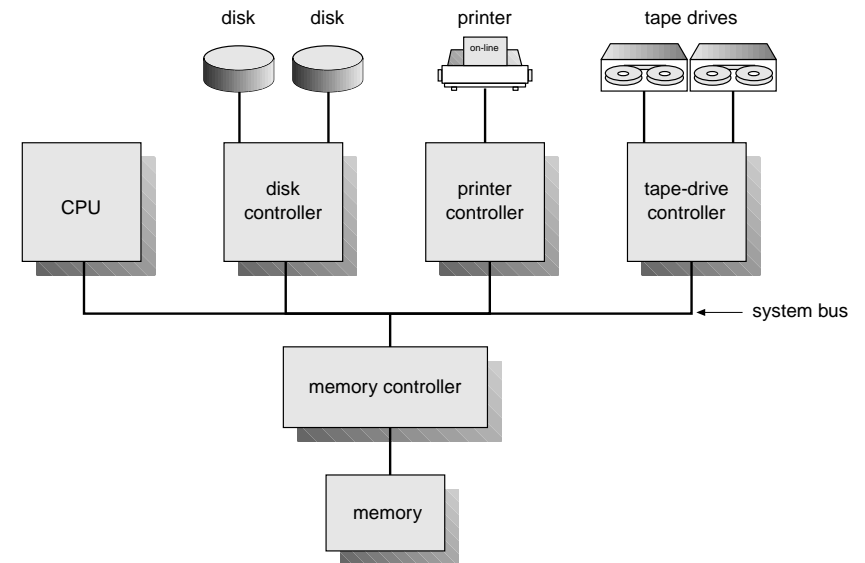 disk
disk
printer
tape drives
on-line
CPU
disk
controller
printer
controller
tape-drive
controller
system bus
memory controller
memory